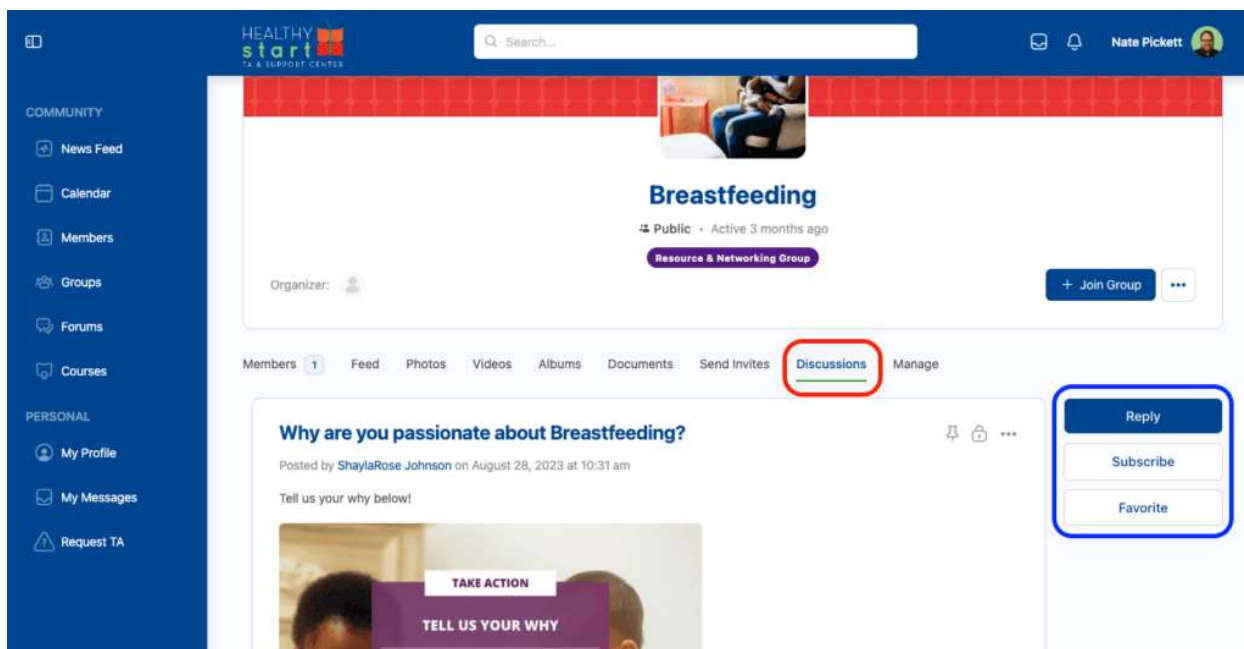 HEALTHY
start
TA & SUPPORT CENTER
Search...
Nate Pickett
COMMUNITY
News Feed
Calendar
Members
Groups
Forums
Courses
PERSONAL
My Profile
My Messages
Request TA
Breastfeeding
Public • Active 3 months ago
Resource & Networking Group
Organizer:
+ Join Group
Members 1 Feed Photos Videos Albums Documents Send Invites Discussions Manage
Why are you passionate about Breastfeeding?
Posted by ShaylaRose Johnson on August 28, 2023 at 10:31 am
Tell us your why below!
TAKE ACTION
TELL US YOUR WHY
Reply
Subscribe
Favorite